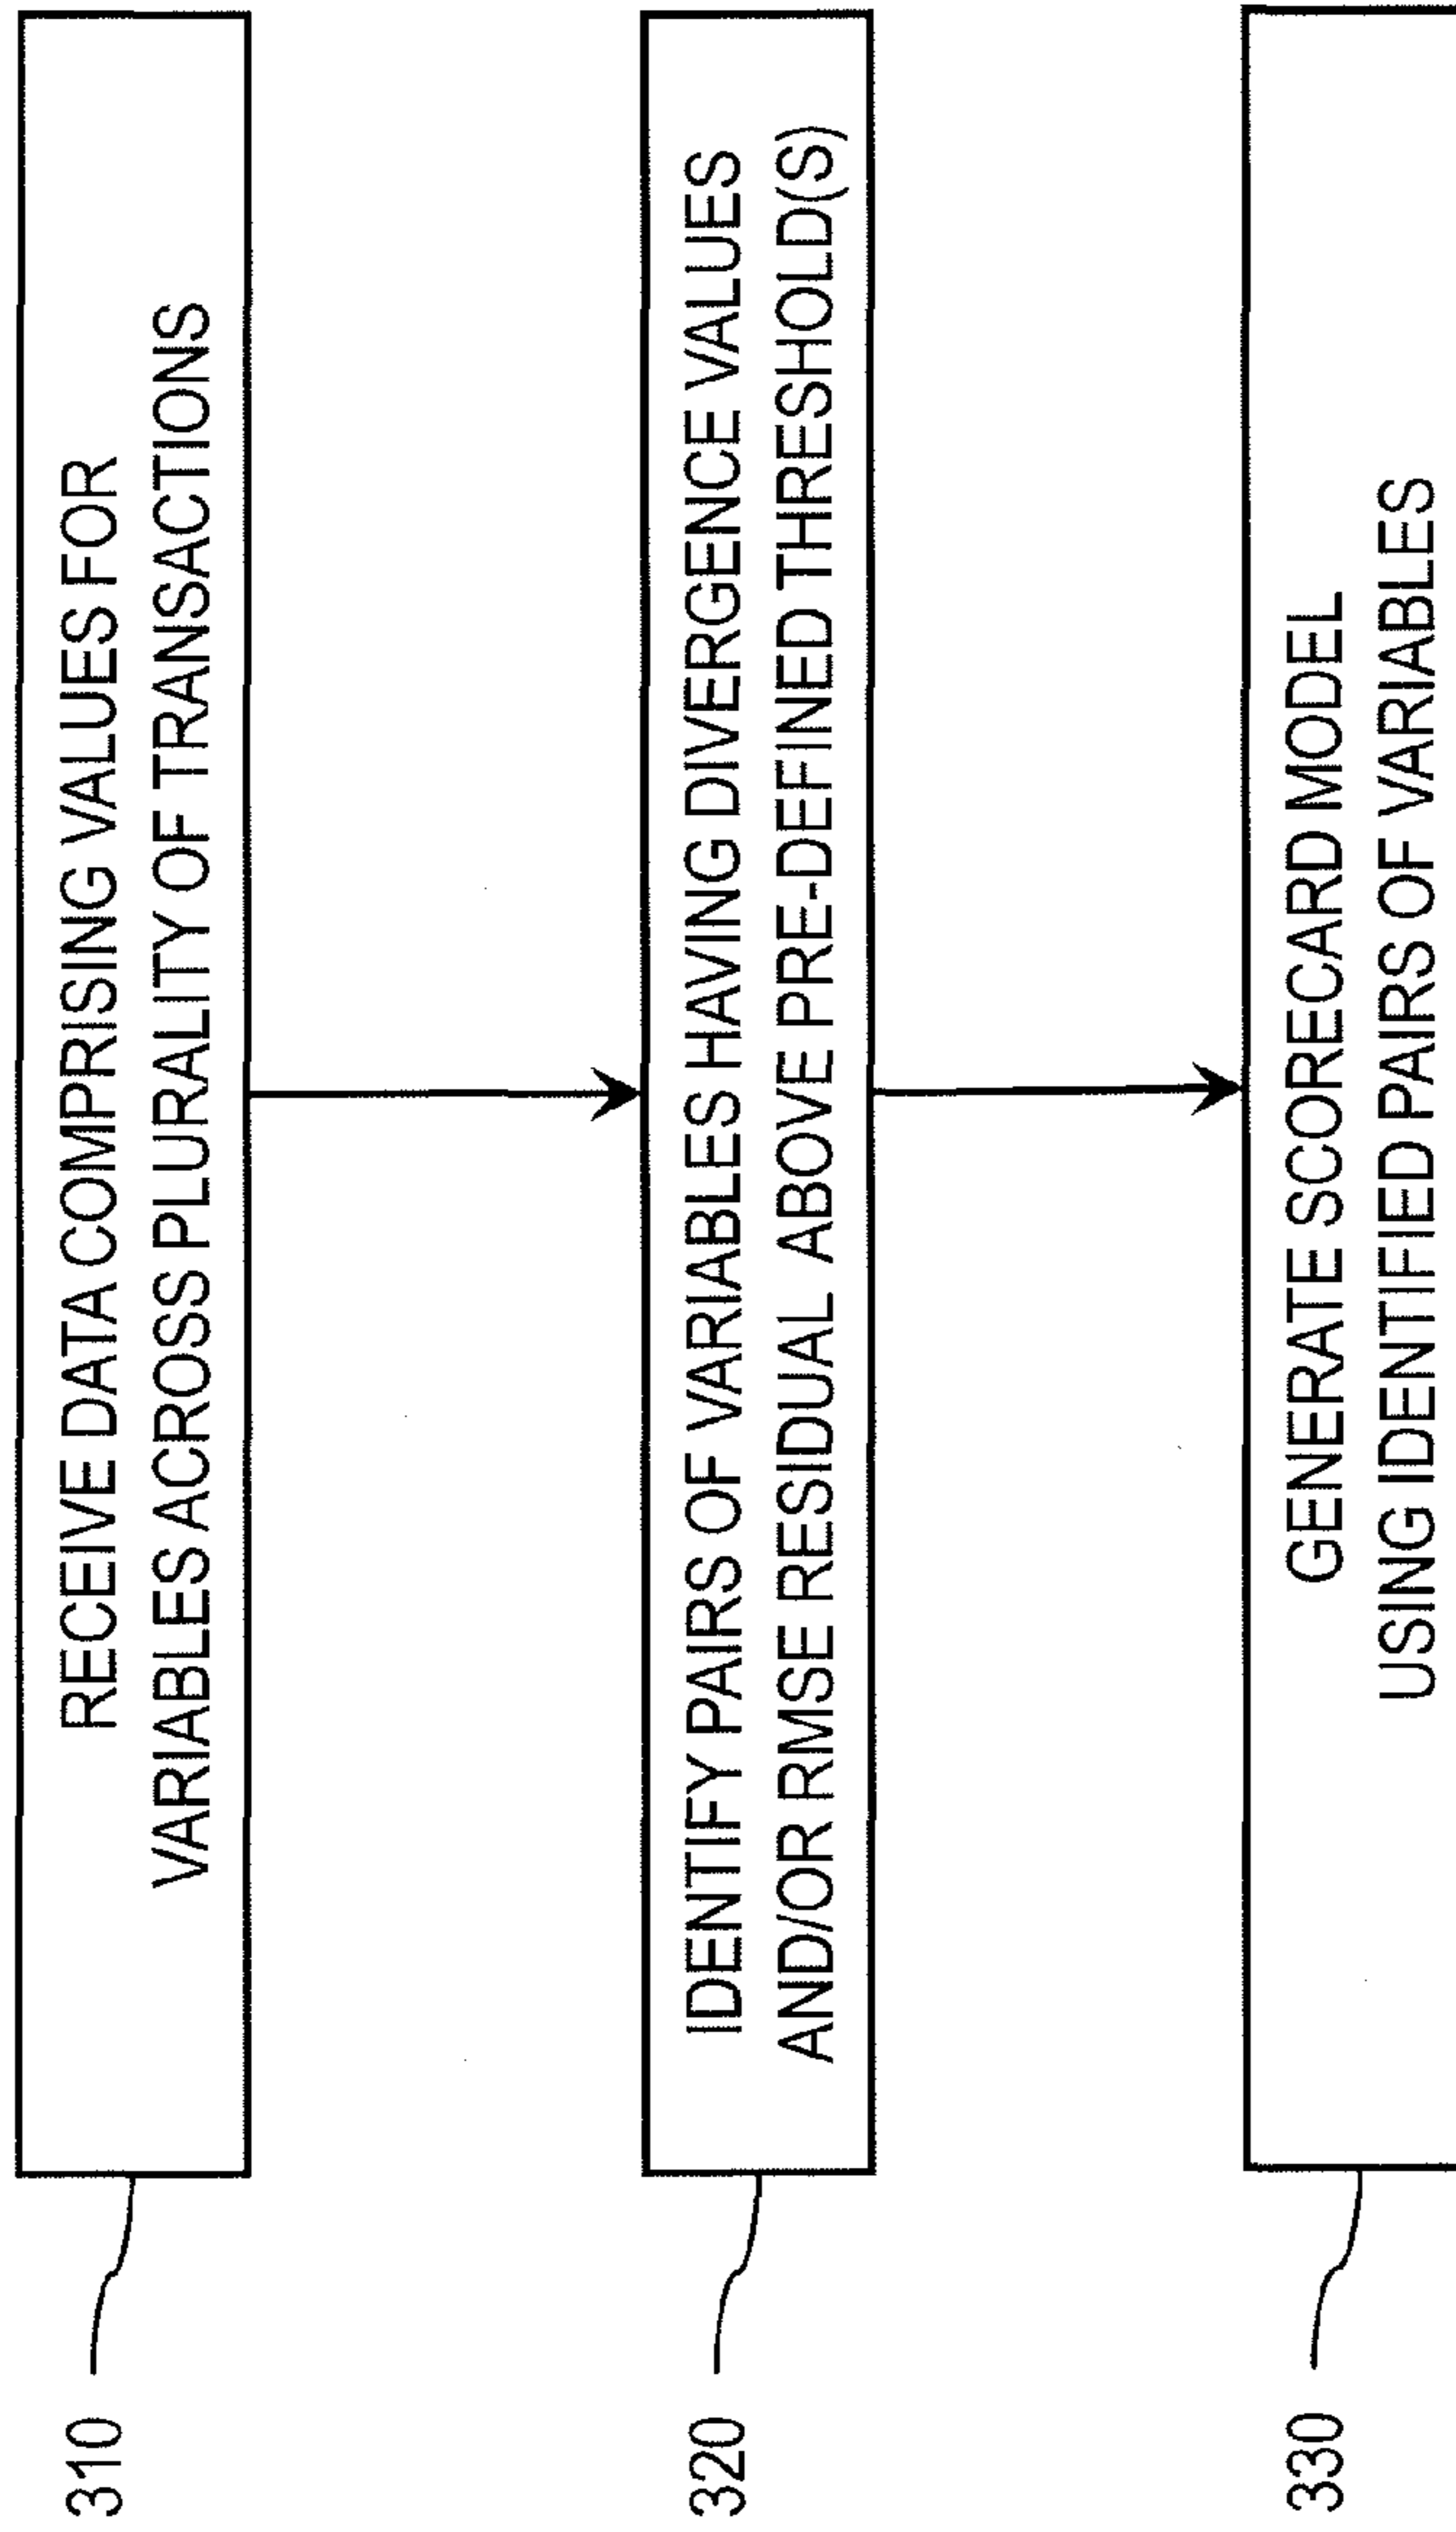 310
RECEIVE DATA COMPRISING VALUES FOR
VARIABLES ACROSS PLURALITY OF TRANSACTIONS
320
IDENTIFY PAIRS OF VARIABLES HAVING DIVERGENCE VALUES
AND/OR RMSE RESIDUAL ABOVE PRE-DEFINED THRESHOLD(S)
330
GENERATE SCORECARD MODEL
USING IDENTIFIED PAIRS OF VARIABLES